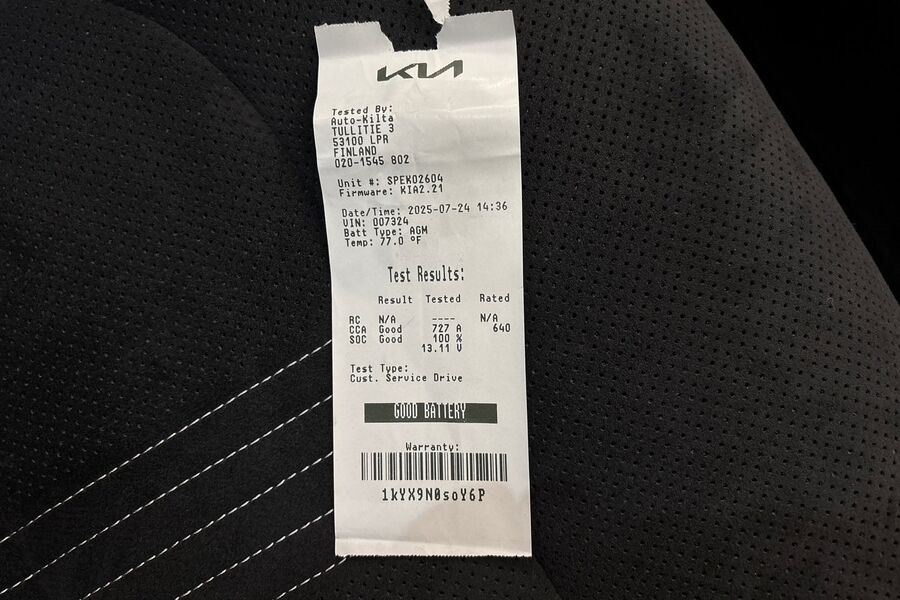 KIA
Tested By:
Auto-Kilta
TULLITIE 3
53100 LPR
FINLAND
020-1545 802
Unit #: SPEK02604
Firmware: KIA2.21
Date/Time: 2025-07-24 14:36
VIN: 007324
Batt Type: AGM
Temp: 77.0 °F
Test Results:
Result Tested Rated
RC N/A ---- N/A
CCA Good 727 A 640
SOC Good 100 %
13.11 V
Test Type:
Cust. Service Drive
GOOD BATTERY
Warranty:
1kYX9N0soY6P